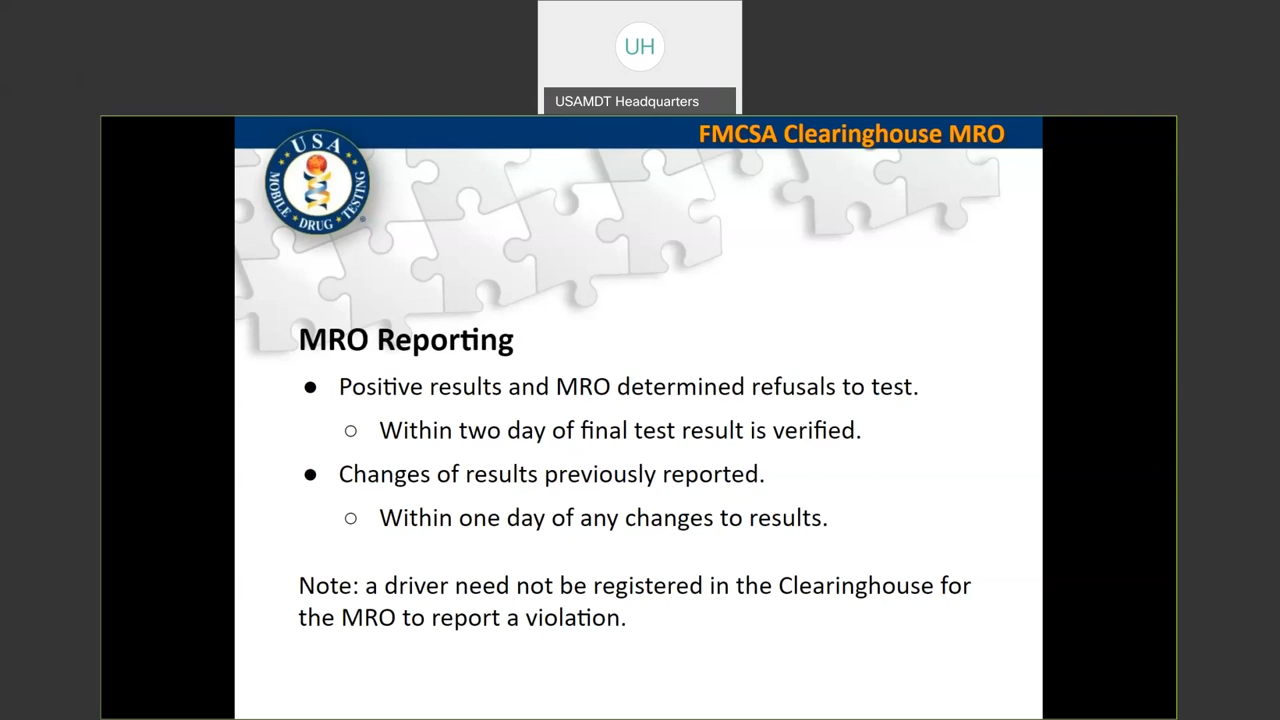 UH
USAMDT Headquarters
FMCSA Clearinghouse MRO
USA
MOBILE DRUG TESTING
®
MRO Reporting
● Positive results and MRO determined refusals to test.
○ Within two day of final test result is verified.
● Changes of results previously reported.
○ Within one day of any changes to results.
Note: a driver need not be registered in the Clearinghouse for
the MRO to report a violation.